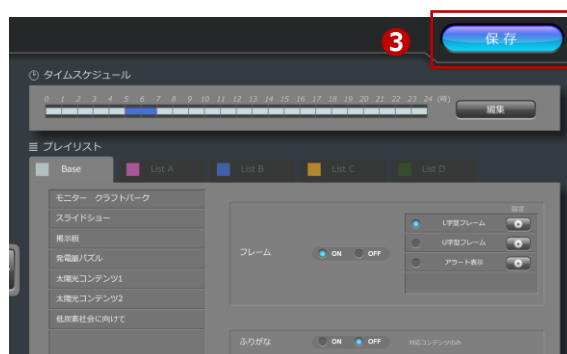 3
保存
タイムスケジュール
0 1 2 3 4 5 6 7 8 9 10 11 12 13 14 15 16 17 18 19 20 21 22 23 24 (時)
編集
プレイリスト
Base List A List B List C List D
モニター クラフトパーク
スライドショー
掲示板
発電量パズル
太陽光コンテンツ1
太陽光コンテンツ2
低炭素社会に向けて
設定
L字型フレーム
フレーム ON OFF
U字型フレーム
アラート表示
ふりがな ON OFF 対応コンテンツのみ